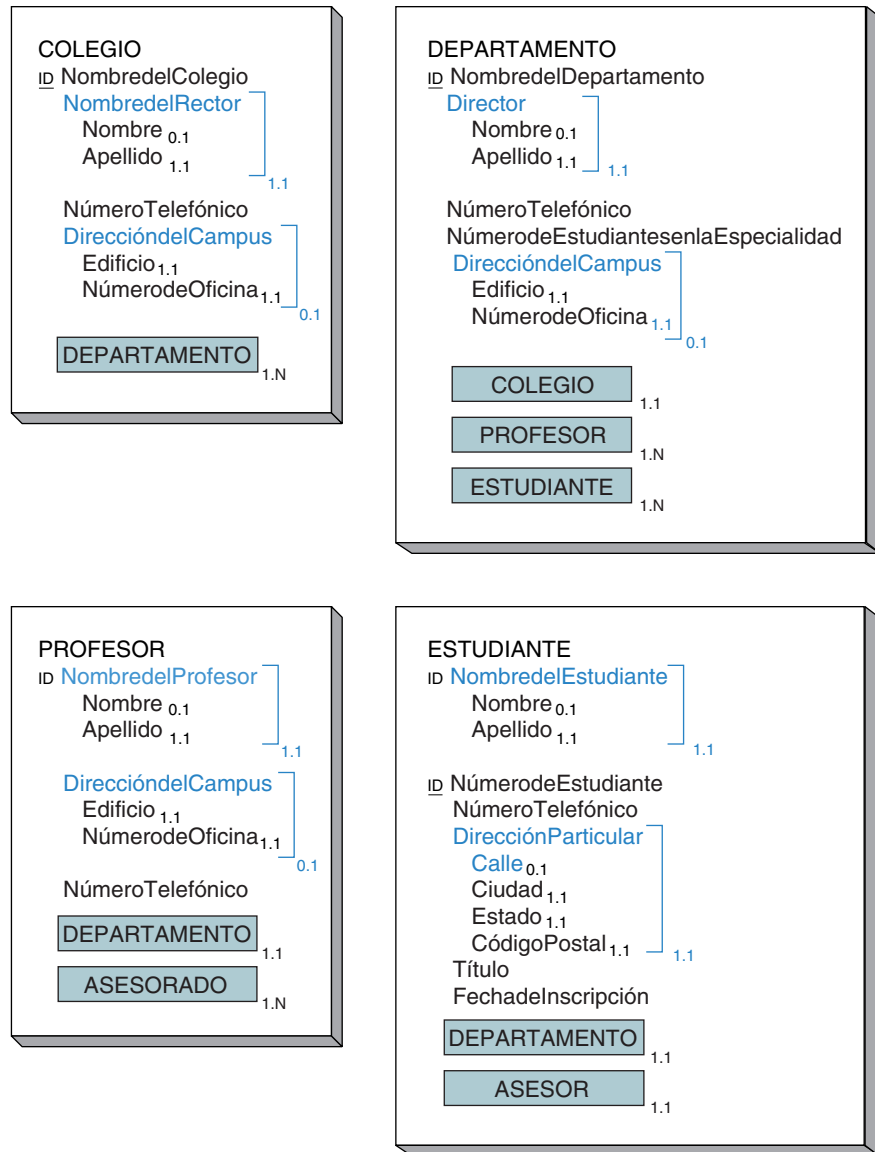 COLEGIO
ID NombredelColegio
NombredelRector
Nombre 0.1
Apellido 1.1
1.1
NúmeroTelefónico
DireccióndelCampus
Edificio 1.1
NúmerodeOficina 1.1
0.1
DEPARTAMENTO 1.N
DEPARTAMENTO
ID NombredelDepartamento
Director
Nombre 0.1
Apellido 1.1
1.1
NúmeroTelefónico
NúmerodeEstudiantesenlaEspecialidad
DireccióndelCampus
Edificio 1.1
NúmerodeOficina 1.1
0.1
COLEGIO 1.1
PROFESOR 1.N
ESTUDIANTE 1.N
PROFESOR
ID NombredelProfesor
Nombre 0.1
Apellido 1.1
1.1
DireccióndelCampus
Edificio 1.1
NúmerodeOficina 1.1
0.1
NúmeroTelefónico
DEPARTAMENTO 1.1
ASESORADO 1.N
ESTUDIANTE
ID NombredelEstudiante
Nombre 0.1
Apellido 1.1
1.1
ID NúmerodeEstudiante
NúmeroTelefónico
DirecciónParticular
Calle 0.1
Ciudad 1.1
Estado 1.1
CódigoPostal 1.1
1.1
Título
FechadeInscripción
DEPARTAMENTO 1.1
ASESOR 1.1